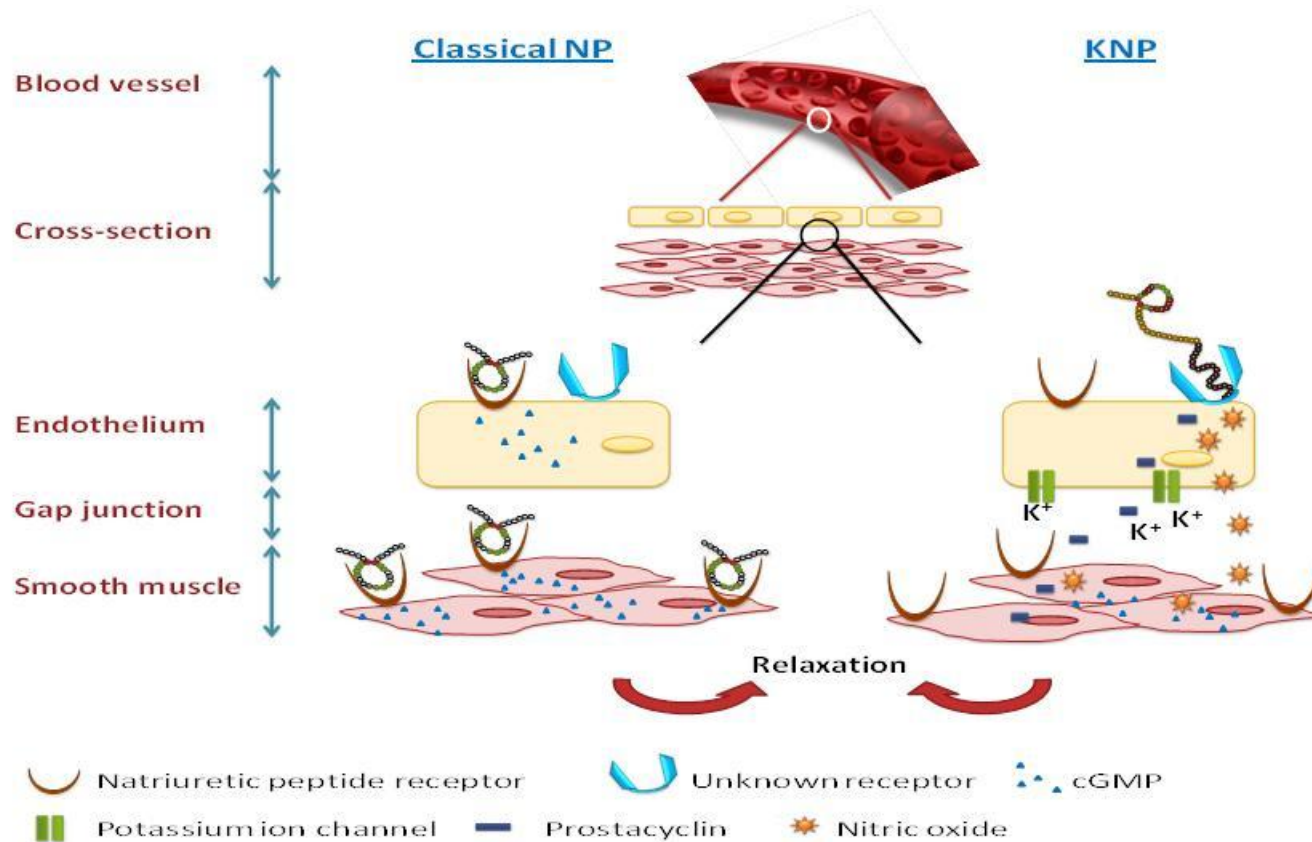 Classical NP
KNP
Blood vessel
Cross-section
Endothelium
Gap junction
K+
K+
K+
Smooth muscle
Relaxation
Natriuretic peptide receptor
Unknown receptor
cGMP
Potassium ion channel
Prostacyclin
Nitric oxide